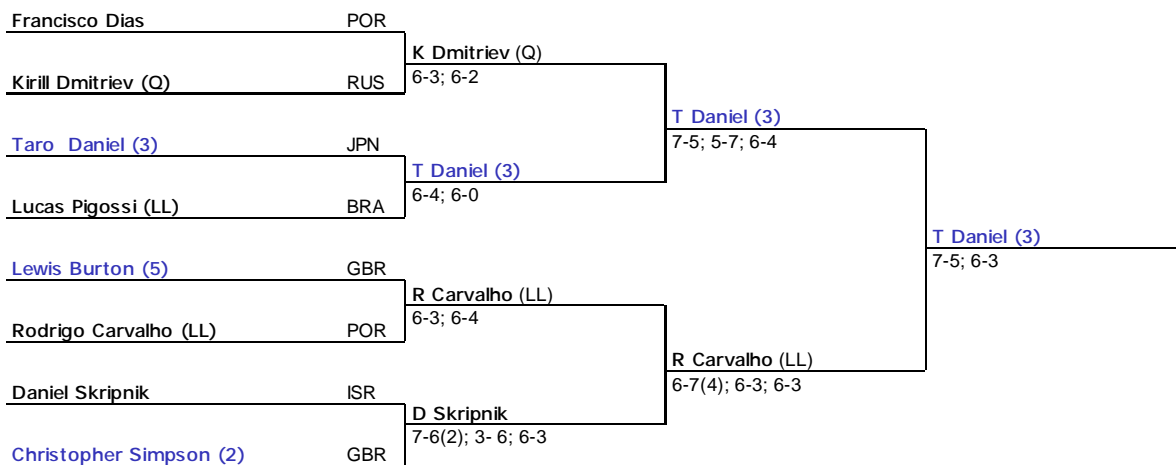 Francisco Dias POR
Kirill Dmitriev (Q) RUS
Taro Daniel (3) JPN
Lucas Pigossi (LL) BRA
Lewis Burton (5) GBR
Rodrigo Carvalho (LL) POR
Daniel Skripnik ISR
Christopher Simpson (2) GBR
K Dmitriev (Q)
6-3; 6-2
T Daniel (3)
6-4; 6-0
R Carvalho (LL)
6-3; 6-4
D Skripnik
7-6(2); 3- 6; 6-3
T Daniel (3)
7-5; 5-7; 6-4
R Carvalho (LL)
6-7(4); 6-3; 6-3
T Daniel (3)
7-5; 6-3